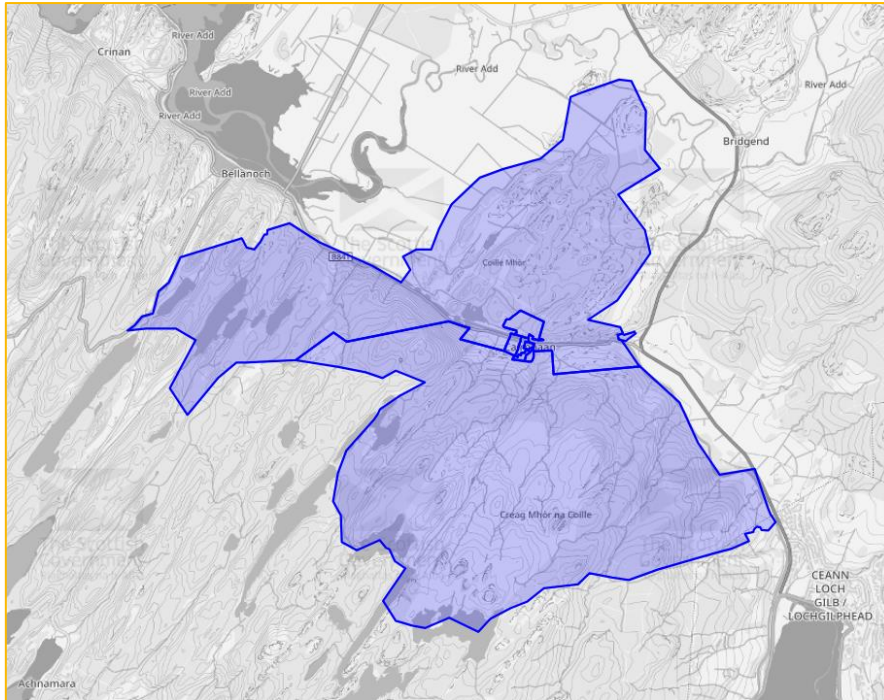 Crinan
River Add
River Add
River Add
River Add
River Add
Bridgend
Bellanoch
Coille Mhòr
Creag Mhòr na Coille
CEANN
LOCH
GILB /
LOCHGILPHEAD
Achnamara